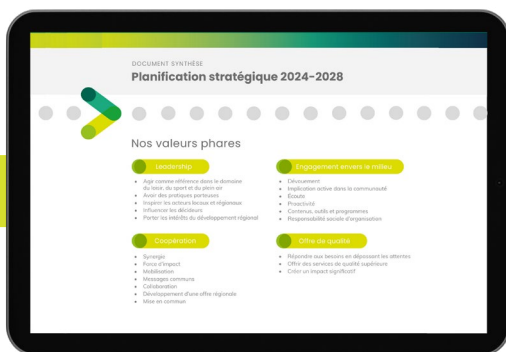 DOCUMENT SYNTHÈSE
Planification stratégique 2024-2028
Nos valeurs phares
Leadership
• Agir comme référence dans le domaine
du loisir, du sport et du plein air
• Avoir des pratiques porteuses
• Inspirer les acteurs locaux et régionaux
• Influencer les décideurs
• Porter les intérêts du développement régional
Engagement envers le milieu
• Dévouement
• Implication active dans la communauté
• Écoute
• Proactivité
• Contenus, outils et programmes
• Responsabilité sociale d'organisation
Coopération
• Synergie
• Force d'impact
• Mobilisation
• Messages communs
• Collaboration
• Développement d'une offre régionale
• Mise en commun
Offre de qualité
• Répondre aux besoins en dépassant les attentes
• Offrir des services de qualité supérieure
• Créer un impact significatif